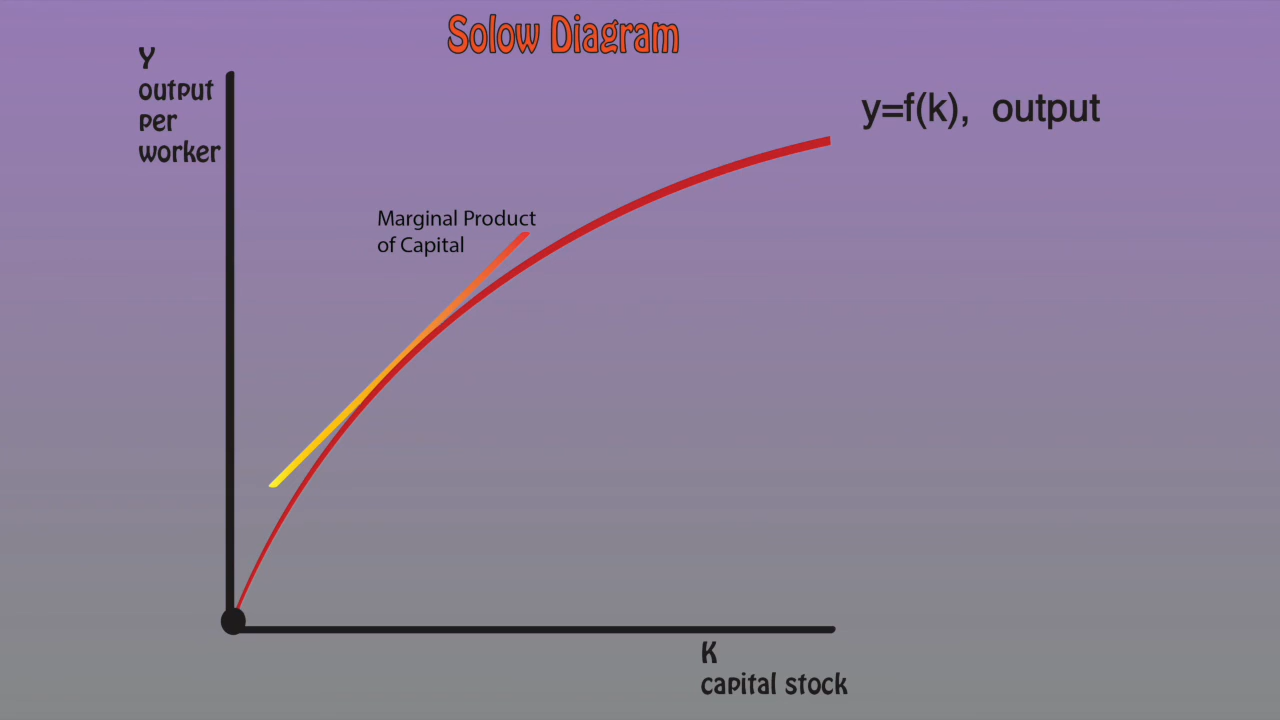 Solow Diagram
Y
output
per
worker
y=f(k), output
Marginal Product
of Capital
K
capital stock